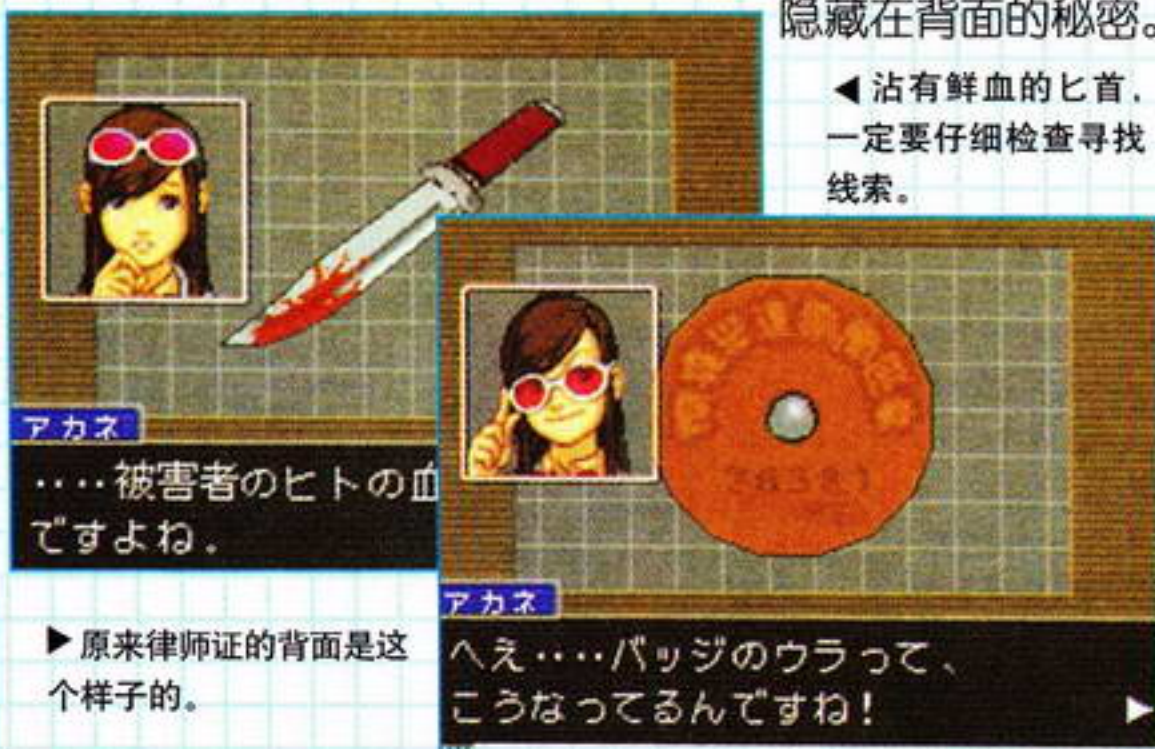 隐藏在背面的秘密。
◀沾有鲜血的匕首，
一定要仔细检查寻找
线索。
アカネ
‥‥被害者のヒトの血
ですよね。
アカネ
へえ‥‥バッジのウラって、
こうなってるんですね!
▶原来律师证的背面是这
个样子的。